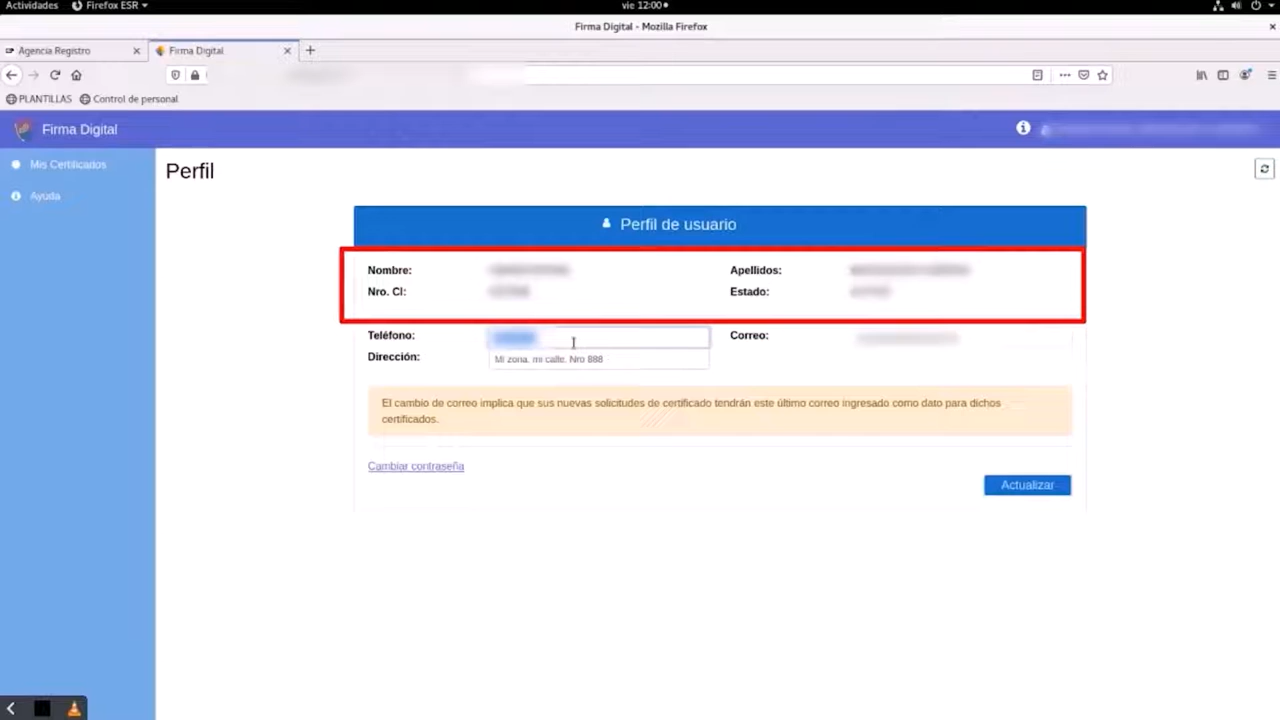 Actividades Firefox ESR vie 12:00
Firma Digital - Mozilla Firefox
Agencia Registro Firma Digital
PLANTILLAS Control de personal
Firma Digital
Mis Certificados
Ayuda
Perfil
Perfil de usuario
Nombre: Apellidos:
Nro. CI: Estado:
Teléfono: Correo:
Dirección: Mi zona. mi calle. Nro 888
El cambio de correo implica que sus nuevas solicitudes de certificado tendrán este último correo ingresado como dato para dichos
certificados.
Cambiar contraseña
Actualizar